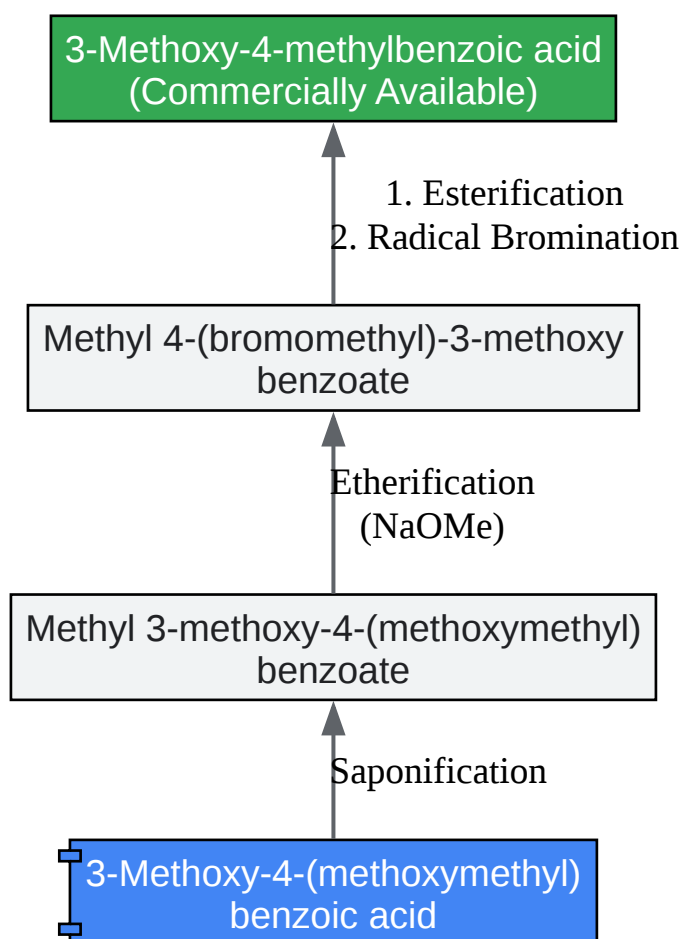 3-Methoxy-4-methylbenzoic acid
(Commercially Available)
1. Esterification
2. Radical Bromination
Methyl 4-(bromomethyl)-3-methoxy
benzoate
Etherification
(NaOMe)
Methyl 3-methoxy-4-(methoxymethyl)
benzoate
Saponification
3-Methoxy-4-(methoxymethyl)
benzoic acid